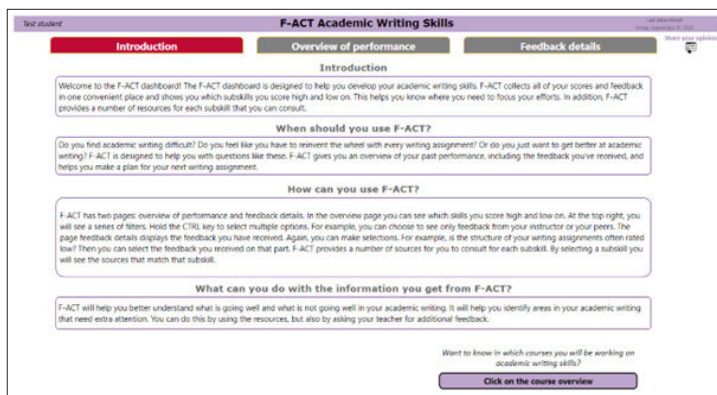 Test student
F-ACT Academic Writing Skills
Share your opinion
Introduction
Overview of performance
Feedback details
Introduction
Welcome to the F-ACT dashboard! The F-ACT dashboard is designed to help you develop your academic writing skills. F-ACT collects all of your scores and feedback
in one convenient place and shows you which subskills you score high and low on. This helps you know where you need to focus your efforts. In addition, F-ACT
provides a number of resources for each subskill that you can consult.
When should you use F-ACT?
Do you find academic writing difficult? Do you feel like you have to reinvent the wheel with every writing assignment? Or do you just want to get better at academic
writing? F-ACT is designed to help you with questions like these. F-ACT gives you an overview of your past performance, including the feedback you've received, and
helps you make a plan for your next writing assignment.
How can you use F-ACT?
F-ACT has two pages: overview of performance and feedback details. In the overview page you can see which skills you score high and low on. At the top right, you
will see a series of filters. Hold the CTRL key to select multiple options. For example, you can choose to see only feedback from your instructor or your peers. The
page feedback details displays the feedback you have received. Again, you can make selections. For example, is the structure of your writing assignments often rated
low? Then you can select the feedback you received on that part. F-ACT provides a number of sources for you to consult for each subskill. By selecting a subskill you
will see the sources that match that subskill.
What can you do with the information you get from F-ACT?
F-ACT will help you better understand what is going well and what is not going well in your academic writing. It will help you identify areas in your academic writing
that need extra attention. You can do this by using the resources, but also by asking your teacher for additional feedback.
Want to know in which courses you will be working on
academic writing skills?
Click on the course overview